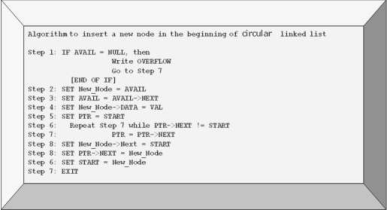 Algorithm to insert a new node in the beginning of circular linked list
Step 1: IF AVAIL = NULL, then
Write OVERFLOW
Go to Step 7
[END OF IF]
Step 2: SET New_Node = AVAIL
Step 3: SET AVAIL = AVAIL->NEXT
Step 4: SET New_Node->DATA = VAL
Step 5: SET PTR = START
Step 6: Repeat Step 7 while PTR->NEXT != START
Step 7: PTR = PTR->NEXT
Step 8: SET New_Node->Next = START
Step 8: SET PTR->NEXT = New_Node
Step 6: SET START = New_Node
Step 7: EXIT